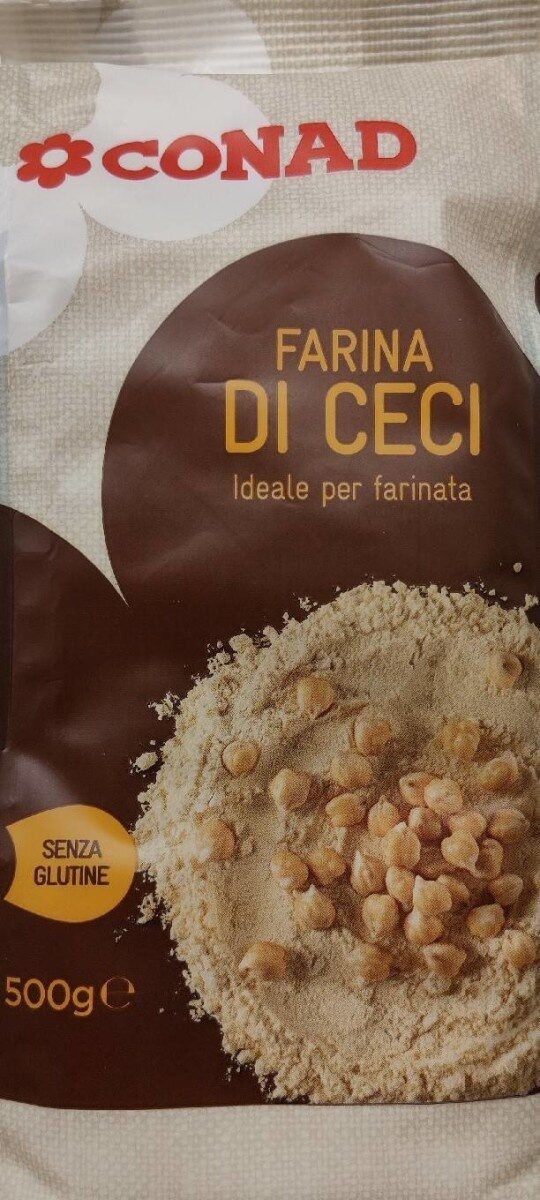 CONAD
FARINA
DI CECI
Ideale per farinata
SENZA
GLUTINE
500g℮